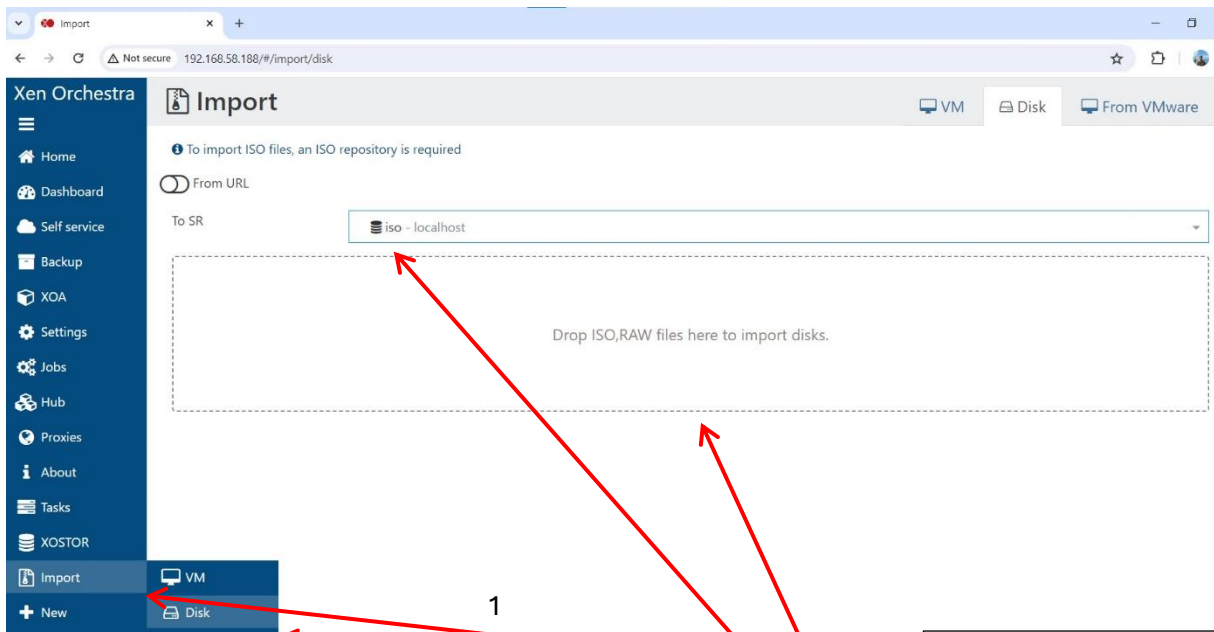 Import
Not secure 192.168.58.188/#/import/disk
Xen Orchestra
Import
VM
Disk
From VMware
Home
Dashboard
Self service
Backup
XOA
Settings
Jobs
Hub
Proxies
About
Tasks
XOSTOR
Import
New
VM
Disk
To import ISO files, an ISO repository is required
From URL
To SR
iso - localhost
Drop ISO,RAW files here to import disks.
1